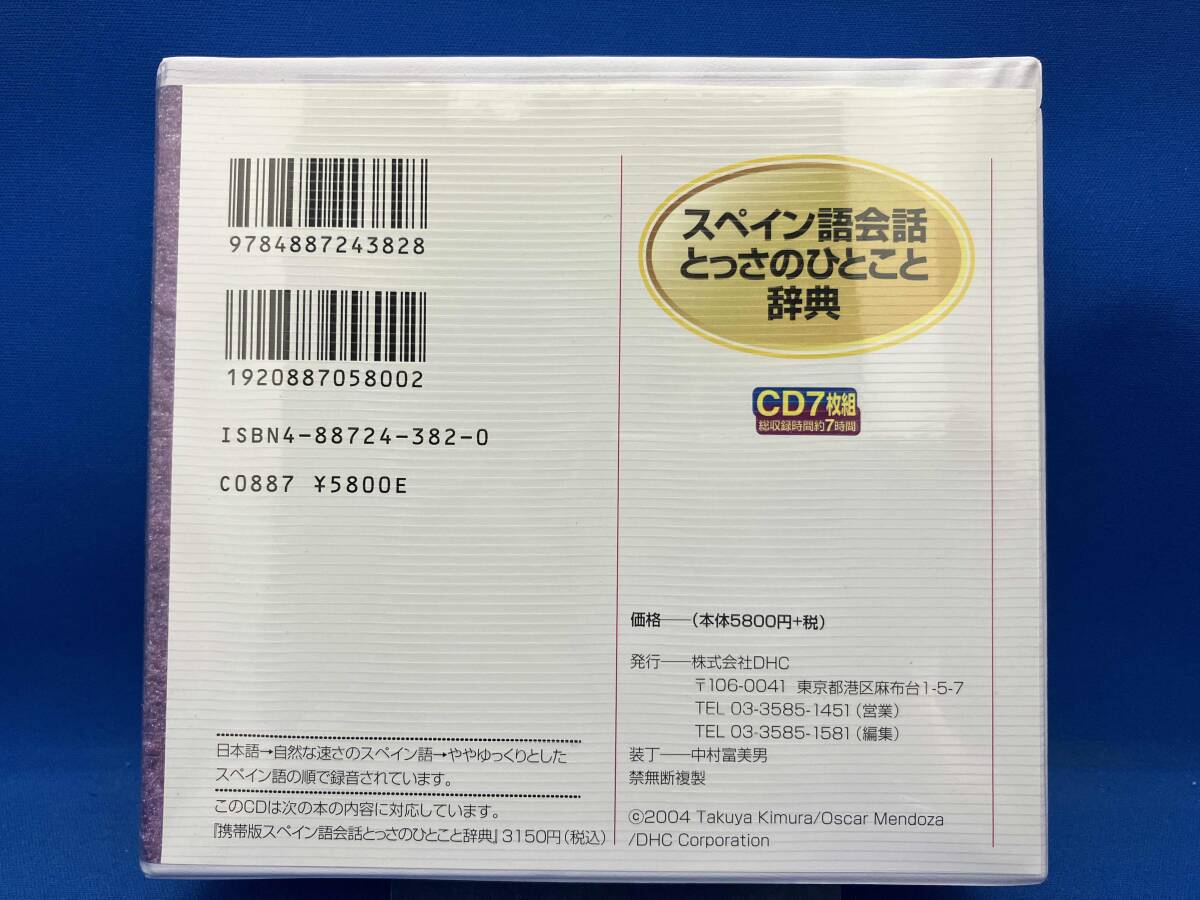 9784887243828
1920887058002
ISBN4-88724-382-0
C0887 ¥5800E
日本語→自然な速さのスペイン語→ややゆっくりとした
スペイン語の順で録音されています。
このCDは次の本の内容に対応しています。
『携帯版スペイン語会話とっさのひとこと辞典』3150円(税込)
スペイン語会話
とっさのひとこと
辞典
CD7枚組
総収録時間約7時間
価格──(本体5800円+税)
発行──株式会社DHC
〒106-0041 東京都港区麻布台1-5-7
TEL 03-3585-1451(営業)
TEL 03-3585-1581(編集)
装丁──中村富美男
禁無断複製
©2004 Takuya Kimura/Oscar Mendoza
/DHC Corporation